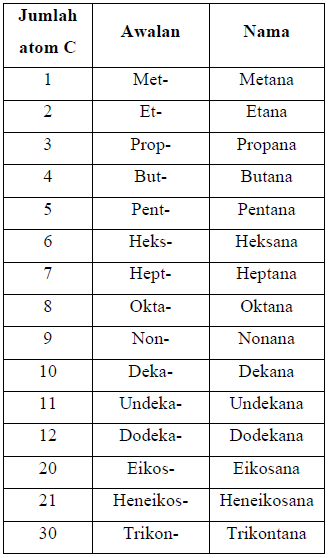 Jumlah atom C Awalan Nama
1 Met- Metana
2 Et- Etana
3 Prop- Propana
4 But- Butana
5 Pent- Pentana
6 Heks- Heksana
7 Hept- Heptana
8 Okta- Oktana
9 Non- Nonana
10 Deka- Dekana
11 Undeka- Undekana
12 Dodeka- Dodekana
20 Eikos- Eikosana
21 Heneikos- Heneikosana
30 Trikon- Trikontana